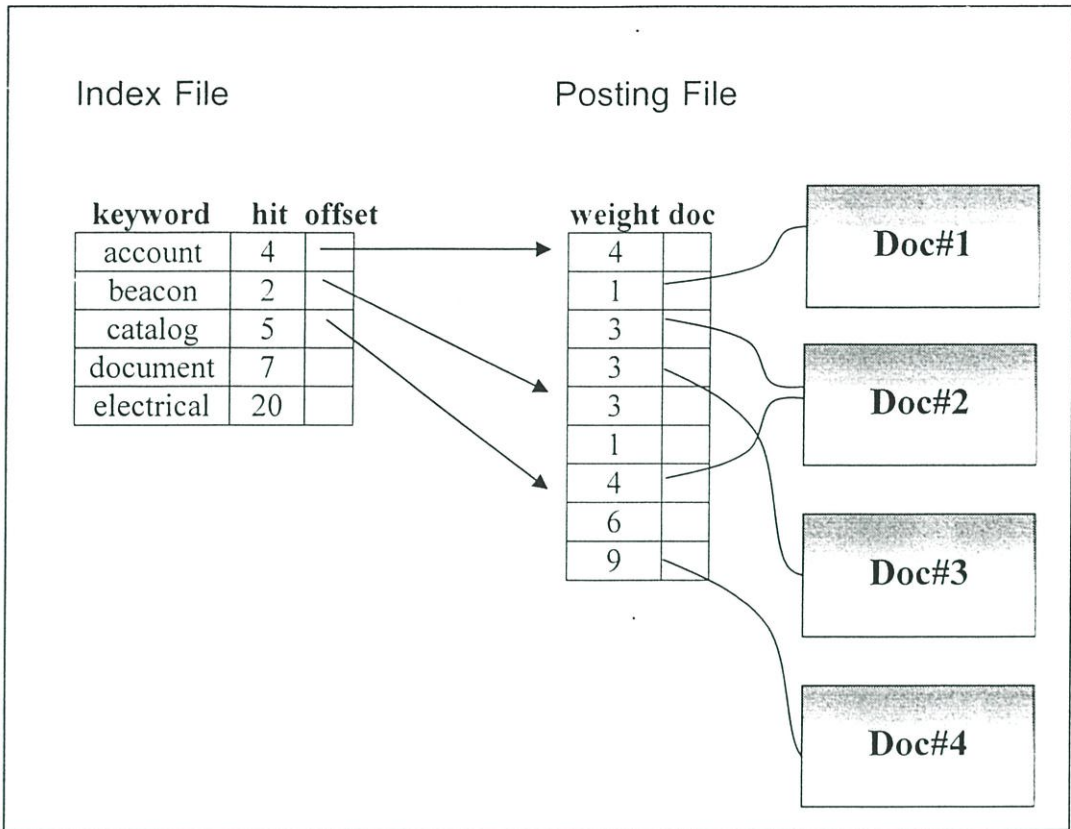 Index File
Posting File
keyword hit offset
account 4
beacon 2
catalog 5
document 7
electrical 20
weight doc
4
1
3
3
3
1
4
6
9
Doc#1
Doc#2
Doc#3
Doc#4